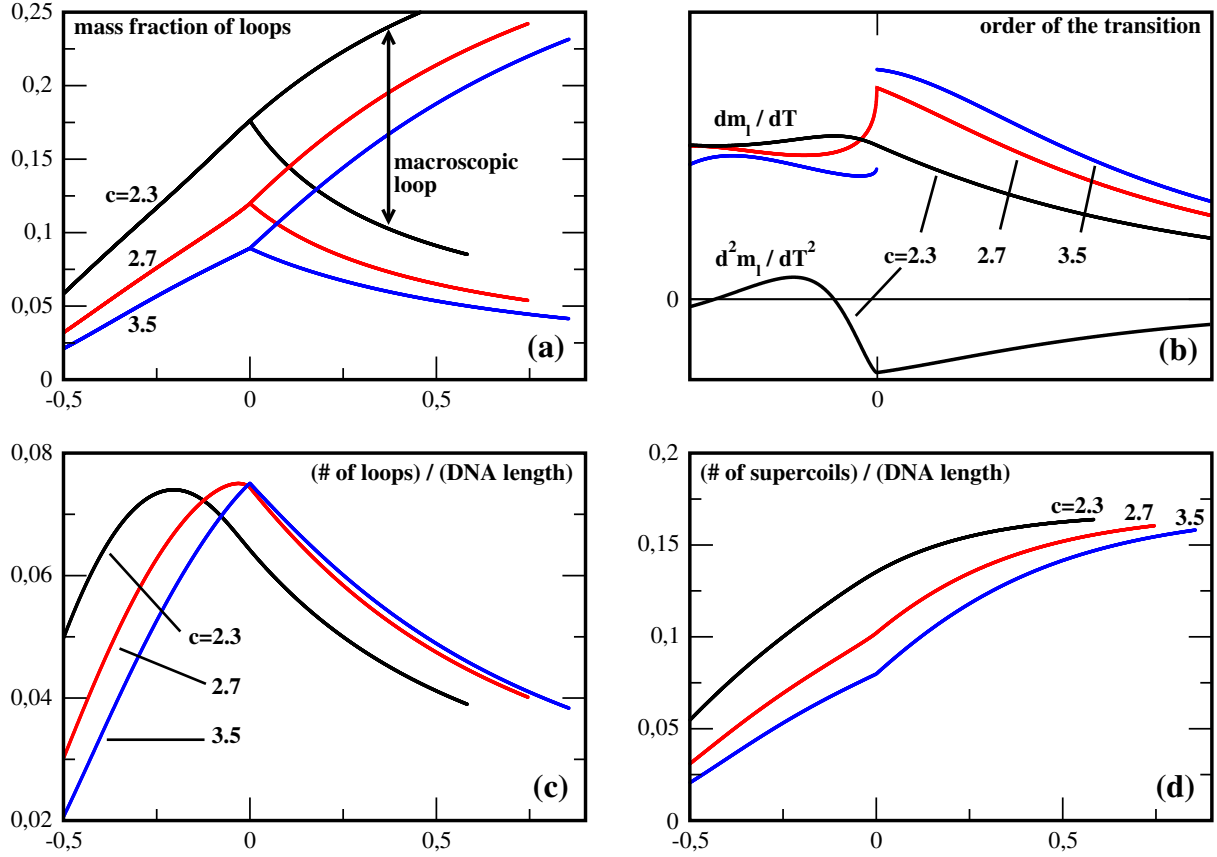 0,25
mass fraction of loops
0,2
0,15
0,1
0,05
0
c=2.3
2.7
3.5
macroscopic
loop
(a)
-0,5
0
0,5
order of the transition
dm_l / dT
d²m_l / dT²
c=2.3
2.7
3.5
0
(b)
0
0,08
(# of loops) / (DNA length)
0,06
0,04
0,02
c=2.3
2.7
3.5
(c)
-0,5
0
0,5
0,2
(# of supercoils) / (DNA length)
0,15
0,1
0,05
0
c=2.3
2.7
3.5
(d)
-0,5
0
0,5